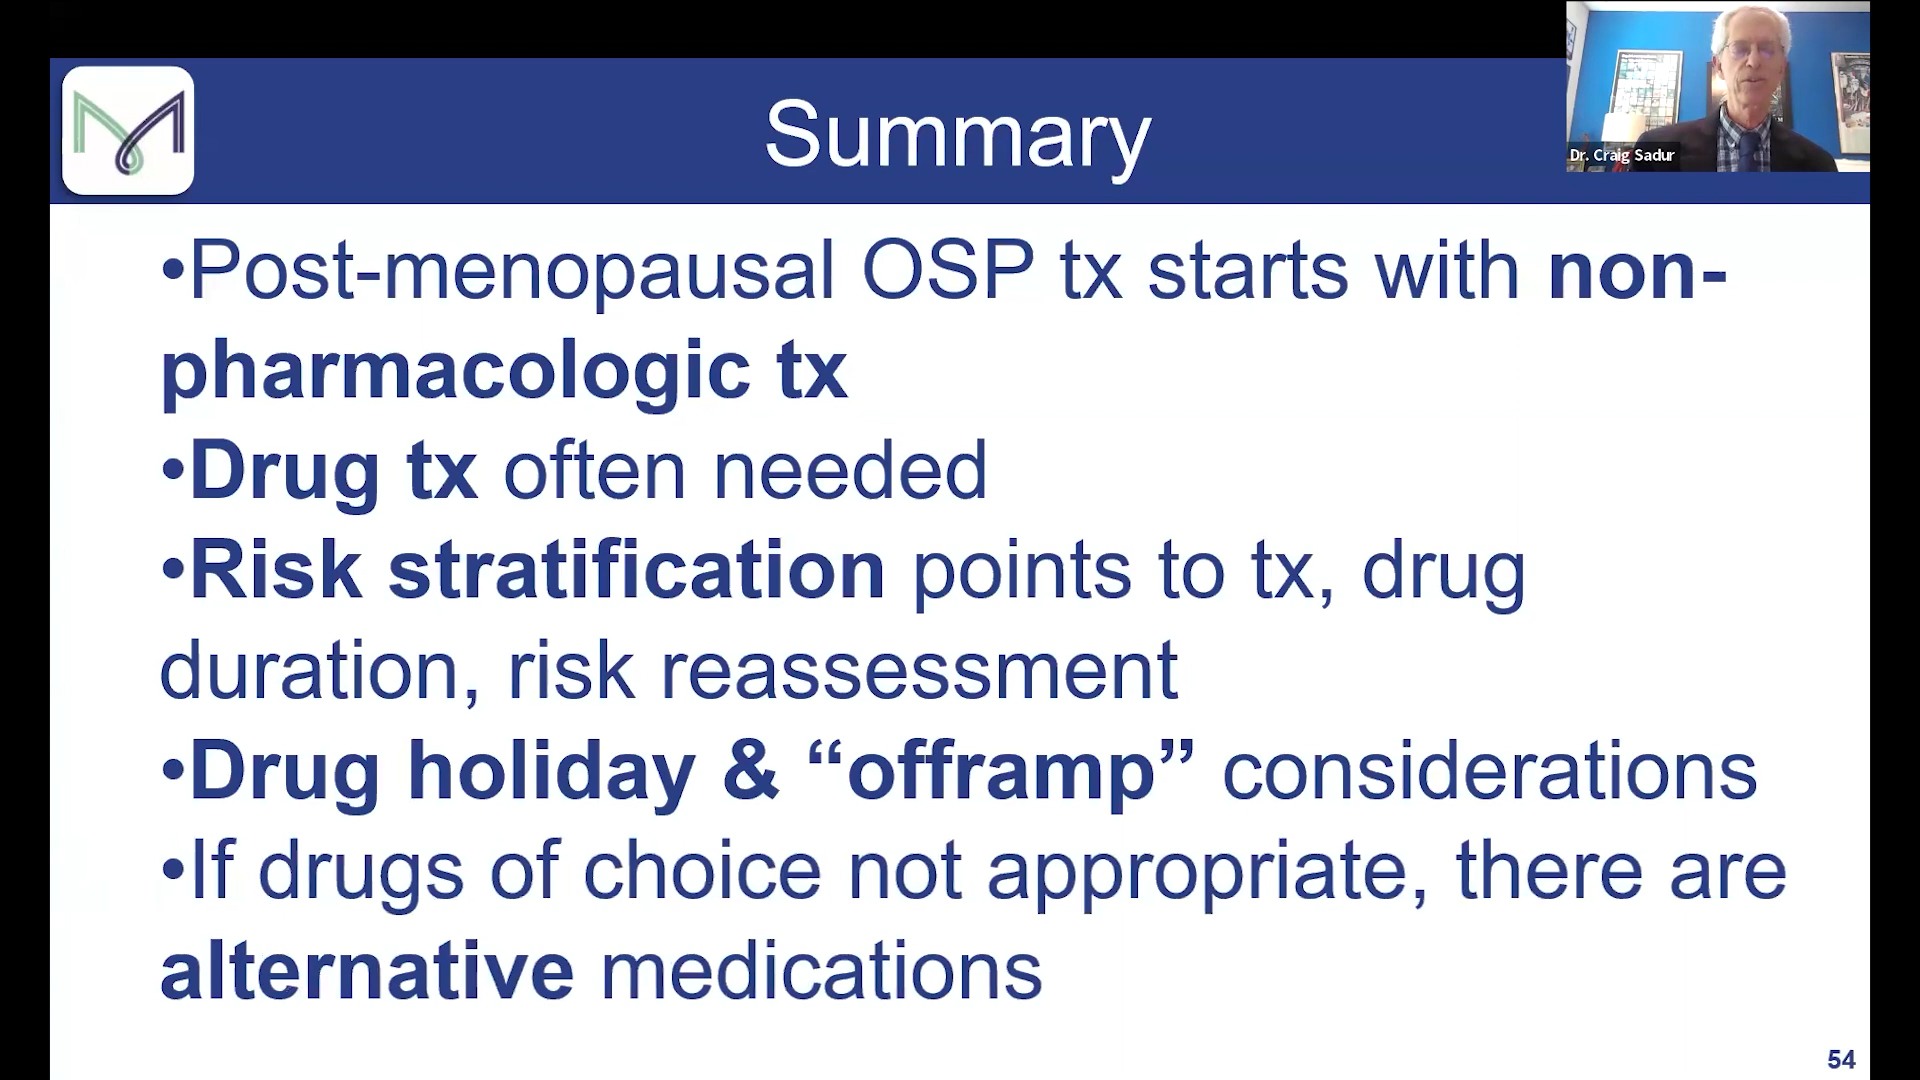 Summary
Dr. Craig Sadur
•Post-menopausal OSP tx starts with non-
pharmacologic tx
•Drug tx often needed
•Risk stratification points to tx, drug
duration, risk reassessment
•Drug holiday & “offramp” considerations
•If drugs of choice not appropriate, there are
alternative medications
54